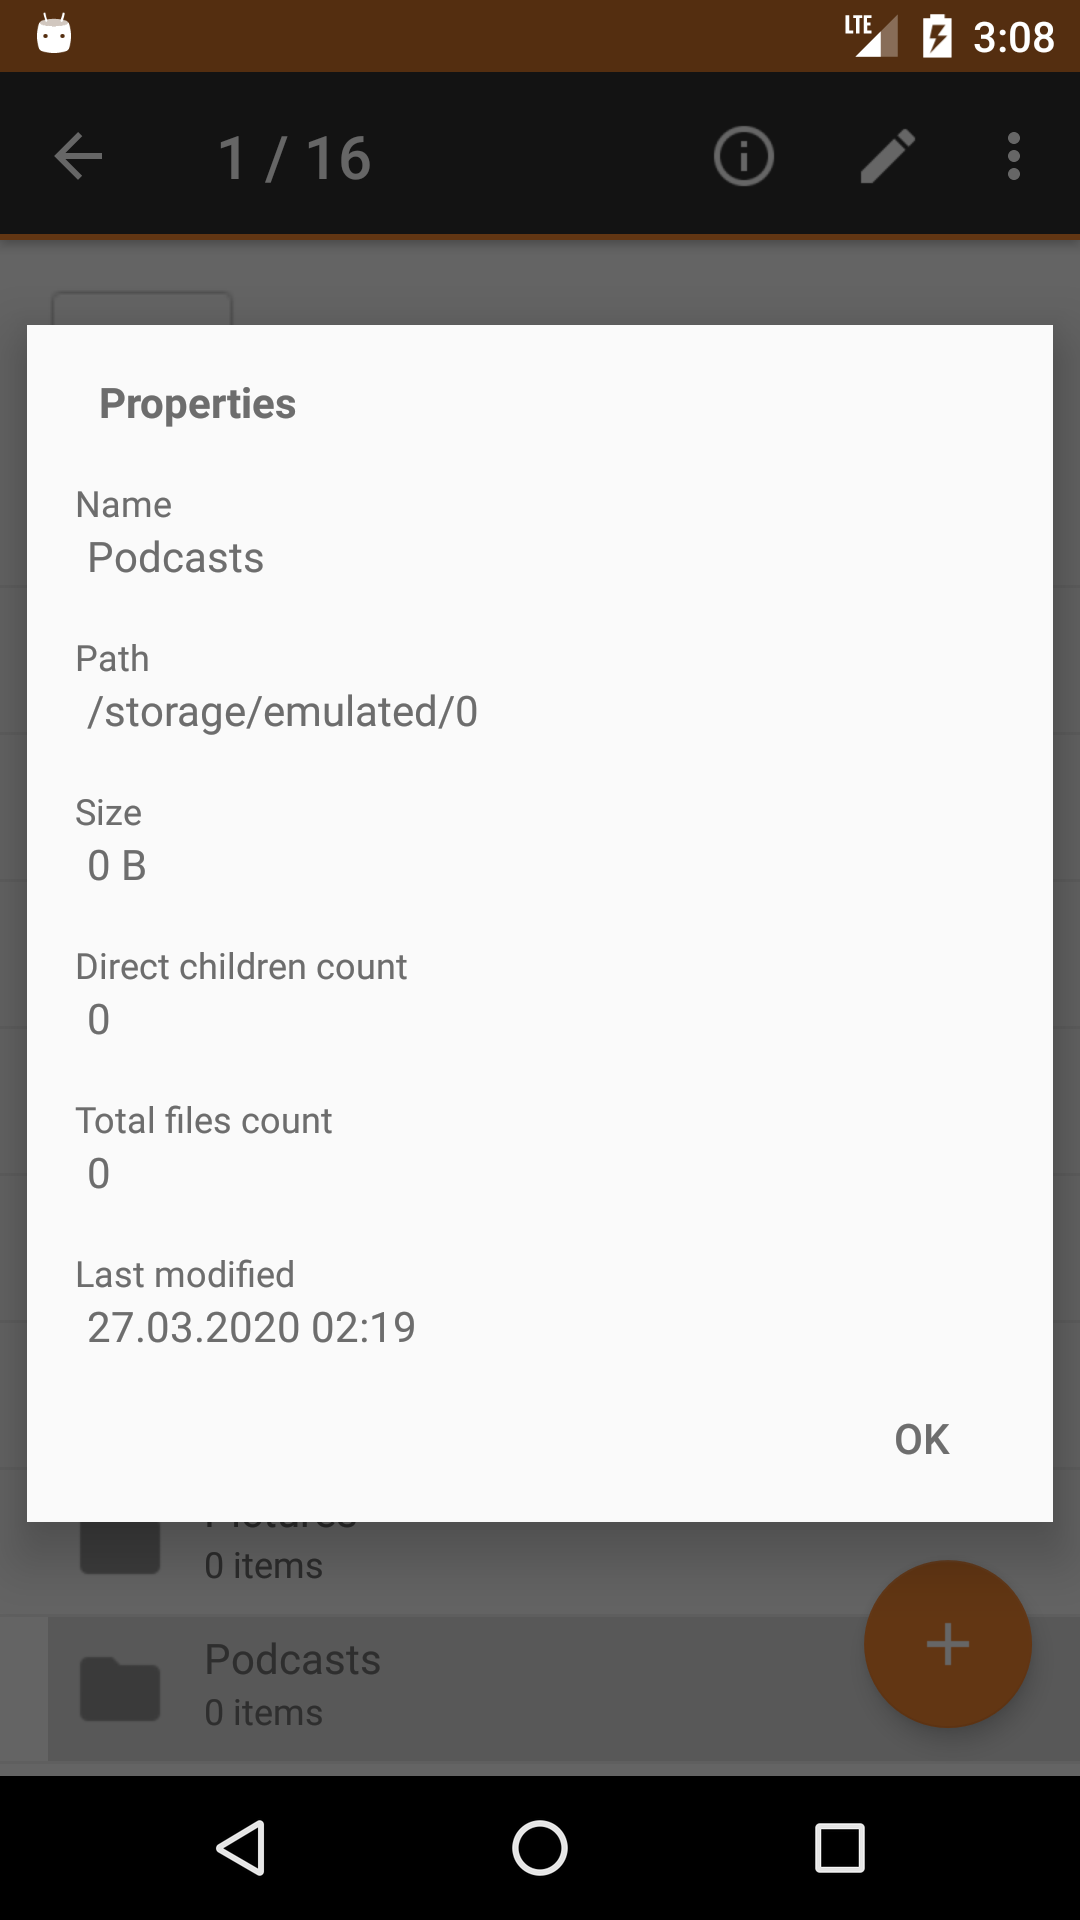 LTE 3:08
1 / 16
Properties
Name
Podcasts
Path
/storage/emulated/0
Size
0 B
Direct children count
0
Total files count
0
Last modified
27.03.2020 02:19
OK
0 items
Podcasts
0 items